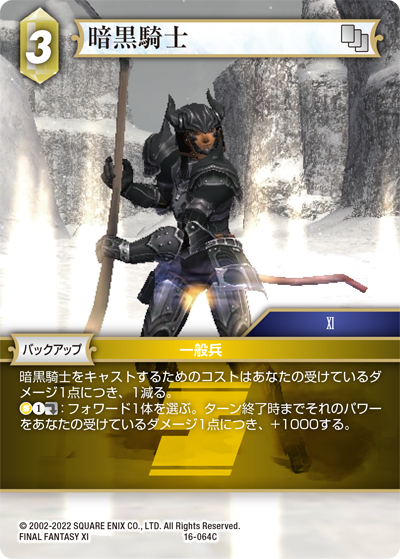 3
暗黒騎士
XI
バックアップ
一般兵
暗黒騎士をキャストするためのコストはあなたの受けているダ
メージ1点につき、1減る。
1:フォワード1体を選ぶ。ターン終了時までそれのパワー
をあなたの受けているダメージ1点につき、+1000する。
© 2002-2022 SQUARE ENIX CO., LTD. All Rights Reserved.
FINAL FANTASY XI
16-064C